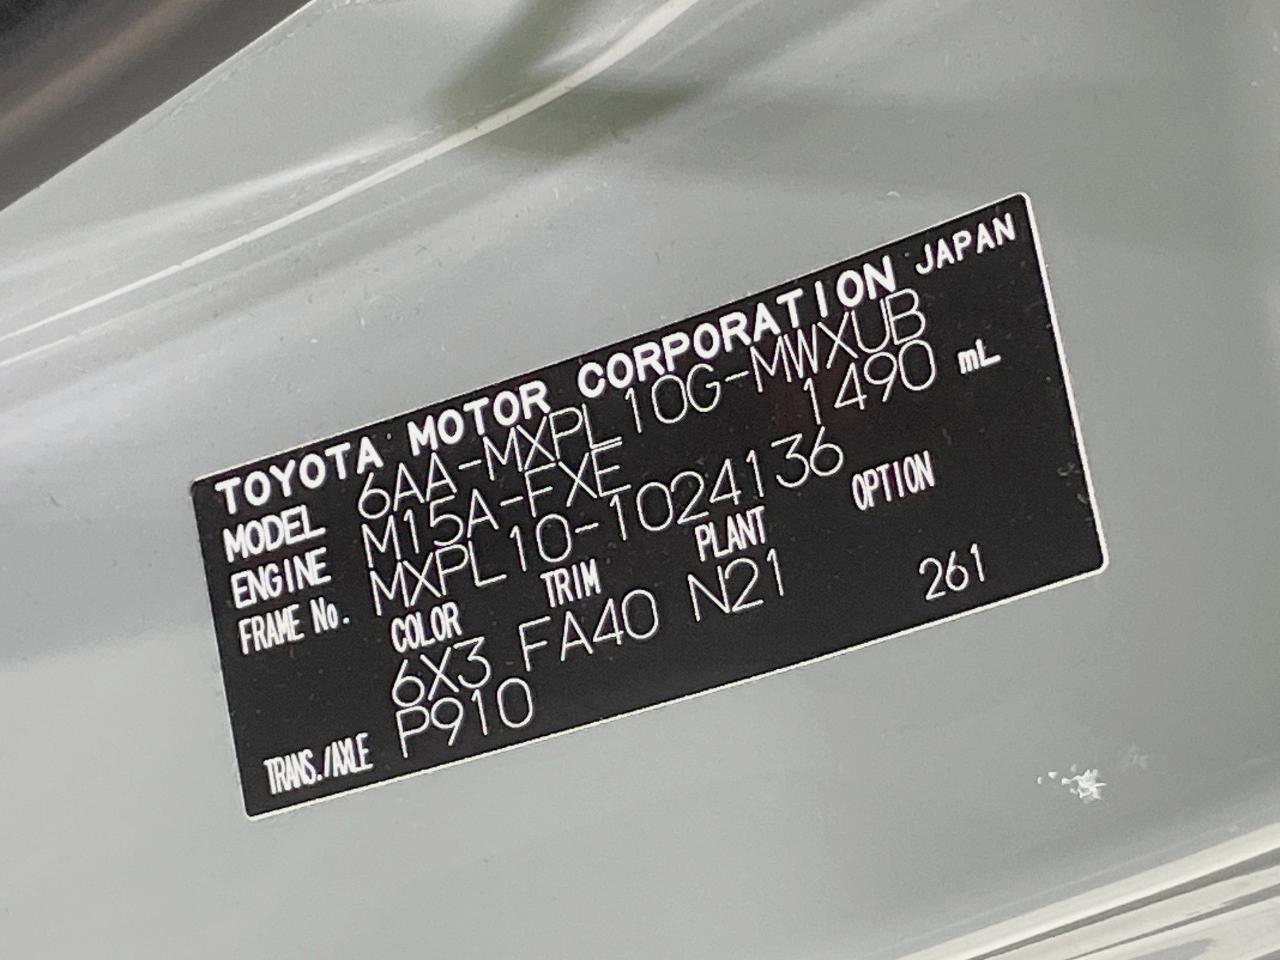 TOYOTA MOTOR CORPORATION JAPAN
MODEL 6AA-MXPL10G-MWXUB
ENGINE M15A-FXE 1490 mL
FRAME No. MXPL10-1024136
COLOR TRIM PLANT OPTION
6X3 FA40 N21 261
TRANS./AXLE P910